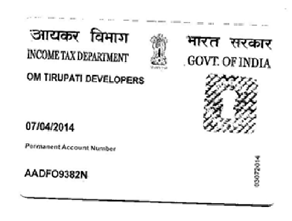 आयकर विभाग
INCOME TAX DEPARTMENT
भारत सरकार
GOVT. OF INDIA
OM TIRUPATI DEVELOPERS
07/04/2014
Permanent Account Number
AADFO9382N
03072014